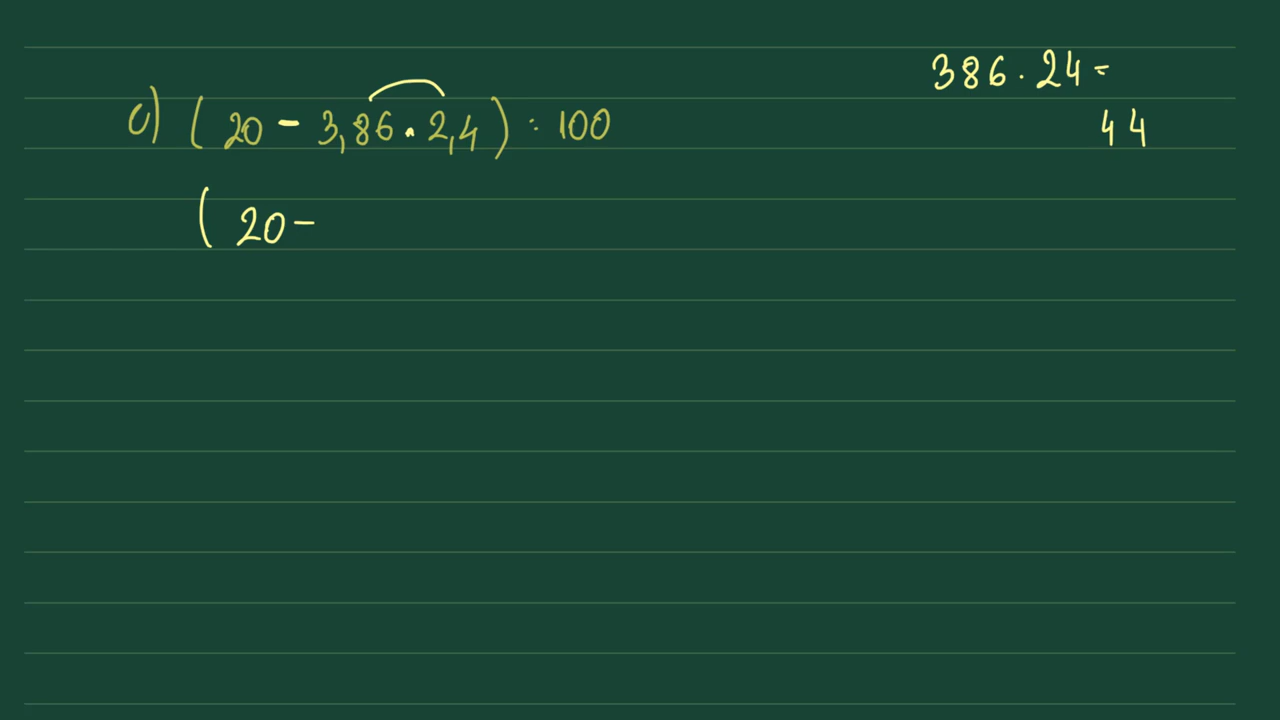 c) ( 20 - 3,86 . 2,4 ) : 100
( 20 -
386 . 24 =
44